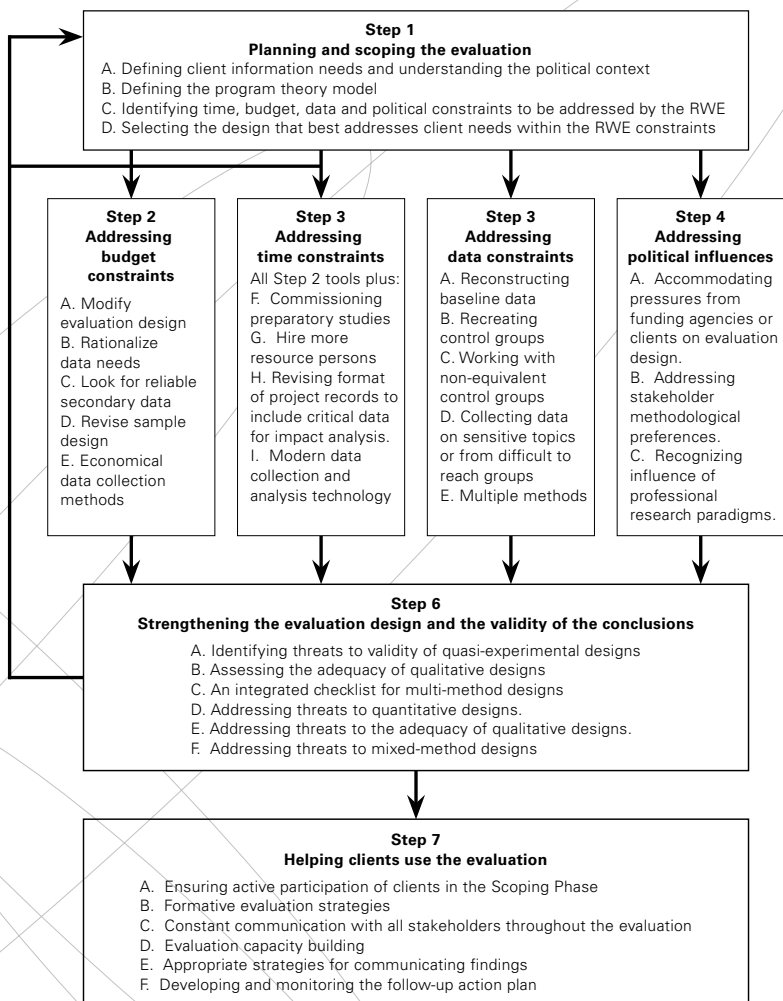 Step 1
Planning and scoping the evaluation
A. Defining client information needs and understanding the political context
B. Defining the program theory model
C. Identifying time, budget, data and political constraints to be addressed by the RWE
D. Selecting the design that best addresses client needs within the RWE constraints
Step 2
Addressing
budget
constraints
A. Modify
evaluation design
B. Rationalize
data needs
C. Look for reliable
secondary data
D. Revise sample
design
E. Economical
data collection
methods
Step 3
Addressing
time constraints
All Step 2 tools plus:
F. Commissioning
preparatory studies
G. Hire more
resource persons
H. Revising format
of project records to
include critical data
for impact analysis.
I. Modern data
collection and
analysis technology
Step 3
Addressing
data constraints
A. Reconstructing
baseline data
B. Recreating
control groups
C. Working with
non-equivalent
control groups
D. Collecting data
on sensitive topics
or from difficult to
reach groups
E. Multiple methods
Step 4
Addressing
political influences
A. Accommodating
pressures from
funding agencies or
clients on evaluation
design.
B. Addressing
stakeholder
methodological
preferences.
C. Recognizing
influence of
professional
research paradigms.
Step 6
Strengthening the evaluation design and the validity of the conclusions
A. Identifying threats to validity of quasi-experimental designs
B. Assessing the adequacy of qualitative designs
C. An integrated checklist for multi-method designs
D. Addressing threats to quantitative designs.
E. Addressing threats to the adequacy of qualitative designs.
F. Addressing threats to mixed-method designs
Step 7
Helping clients use the evaluation
A. Ensuring active participation of clients in the Scoping Phase
B. Formative evaluation strategies
C. Constant communication with all stakeholders throughout the evaluation
D. Evaluation capacity building
E. Appropriate strategies for communicating findings
F. Developing and monitoring the follow-up action plan